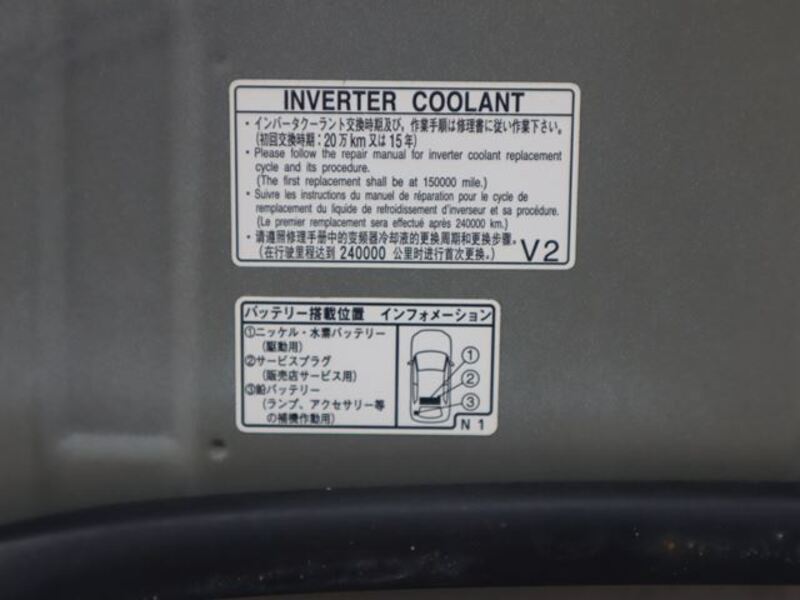 INVERTER COOLANT
・インバータクーラント交換時期及び、作業手順は修理書に従い作業下さい。
(初回交換時期：20万km又は15年)
・Please follow the repair manual for inverter coolant replacement
cycle and its procedure.
(The first replacement shall be at 150000 mile.)
・Suivre les instructions du manuel de réparation pour le cycle de
remplacement du liquide de refroidissement d'inverseur et sa procédure.
(Le premier remplacement sera effectué après 240000 km.)
・请遵照修理手册中的变频器冷却液的更换周期和更换步骤。
(在行驶里程达到 240000 公里时进行首次更换。)
V2
バッテリー搭載位置 インフォメーション
①ニッケル・水素バッテリー
(駆動用)
②サービスプラグ
(販売店サービス用)
③鉛バッテリー
(ランプ、アクセサリー等
の補機作動用)
①
②
③
N 1